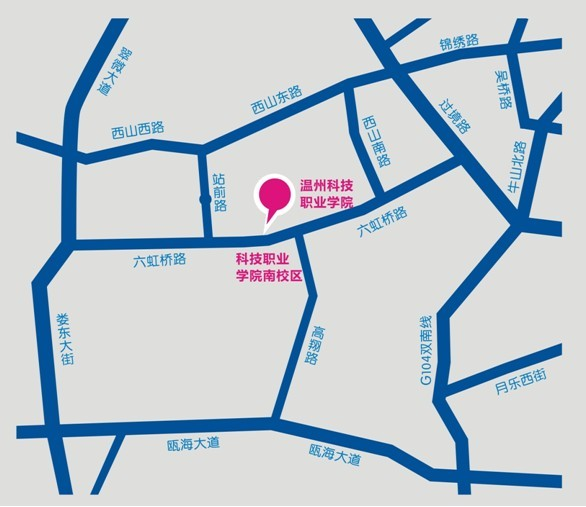 翠微大道
锦绣路
吴桥路
西山东路
过境路
西山西路
西山南路
牛山北路
站前路
温州科技
职业学院
六虹桥路
六虹桥路
科技职业
学院南校区
娄东大街
高翔路
G104双南线
月乐西街
瓯海大道
瓯海大道